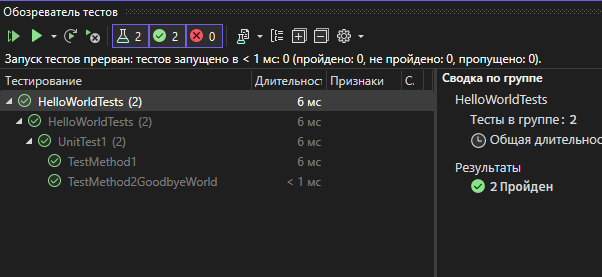 Обозреватель тестов
2 2 0
Запуск тестов прерван: тестов запущено в < 1 мс: 0 (пройдено: 0, не пройдено: 0, пропущено: 0).
Тестирование Длительност Признаки С.
HelloWorldTests (2) 6 мс
HelloWorldTests (2) 6 мс
UnitTest1 (2) 6 мс
TestMethod1 6 мс
TestMethod2GoodbyeWorld < 1 мс
Сводка по группе
HelloWorldTests
Тесты в группе: 2
Общая длительно
Результаты
2 Пройден